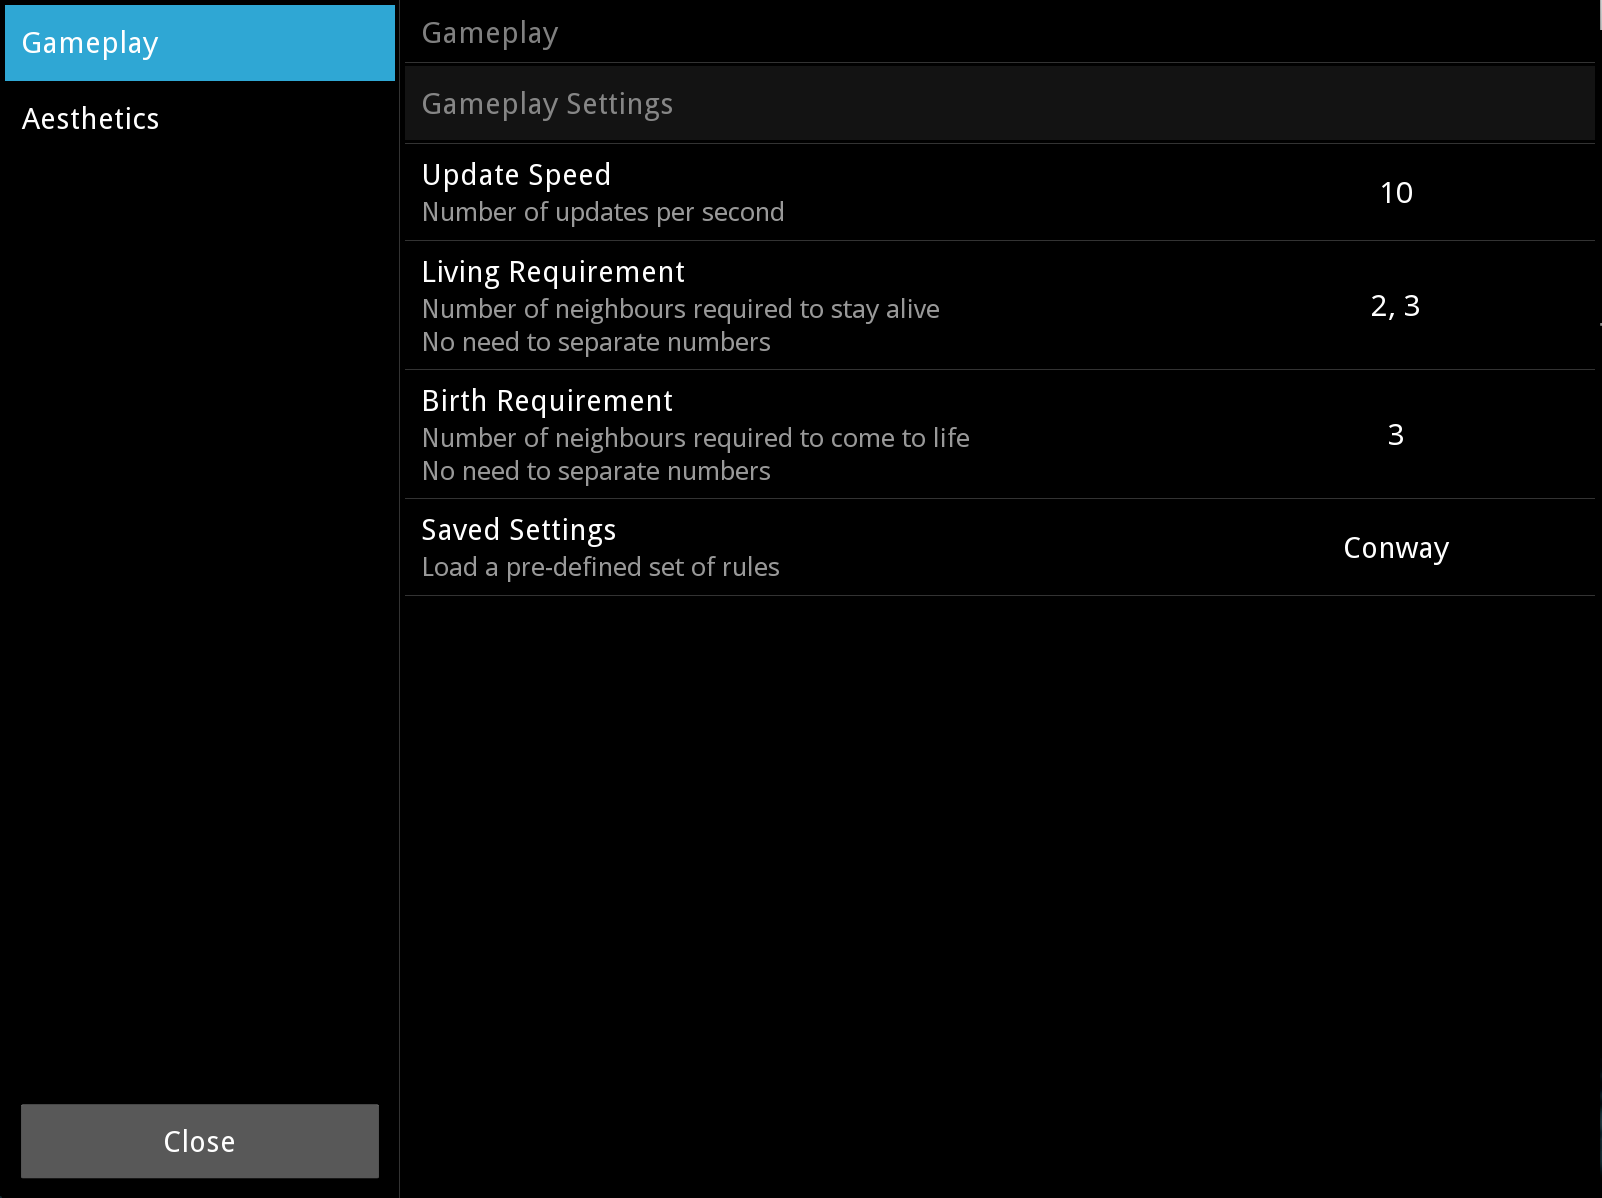 Gameplay
Aesthetics
Close
Gameplay
Gameplay Settings
Update Speed
Number of updates per second
10
Living Requirement
Number of neighbours required to stay alive
No need to separate numbers
2, 3
Birth Requirement
Number of neighbours required to come to life
No need to separate numbers
3
Saved Settings
Load a pre-defined set of rules
Conway